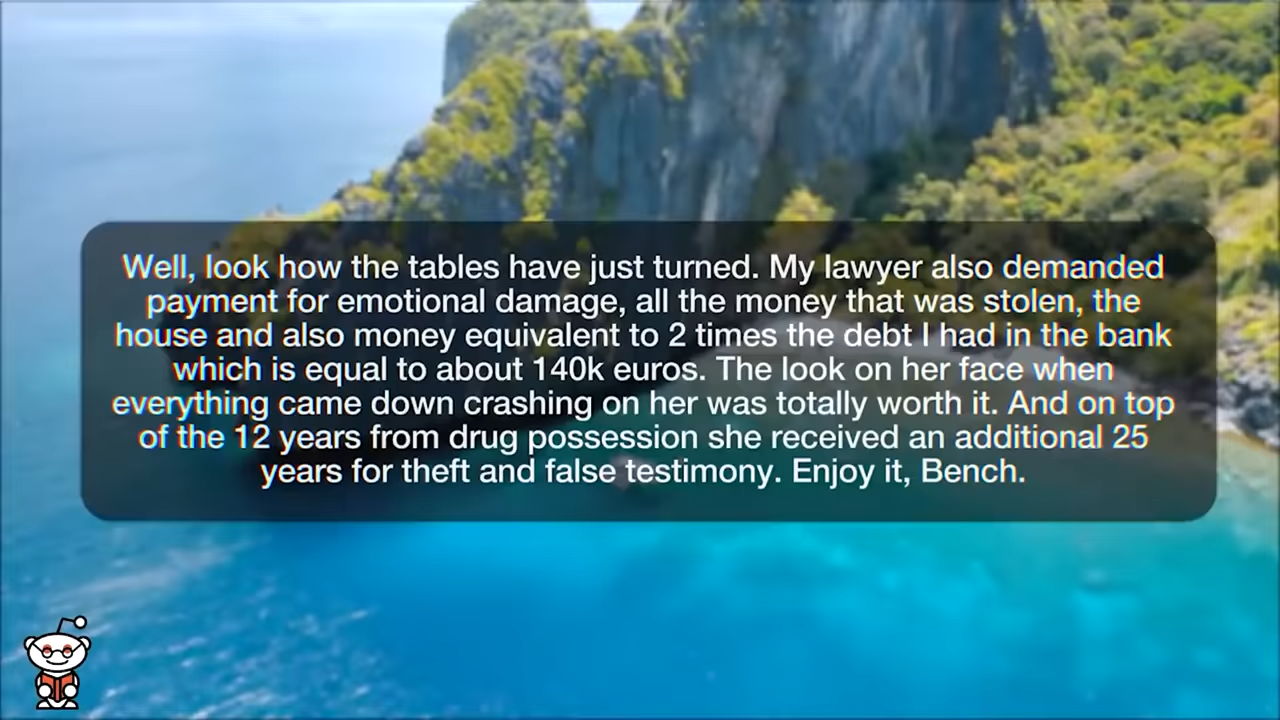 Well, look how the tables have just turned. My lawyer also demanded
payment for emotional damage, all the money that was stolen, the
house and also money equivalent to 2 times the debt I had in the bank
which is equal to about 140k euros. The look on her face when
everything came down crashing on her was totally worth it. And on top
of the 12 years from drug possession she received an additional 25
years for theft and false testimony. Enjoy it, Bench.